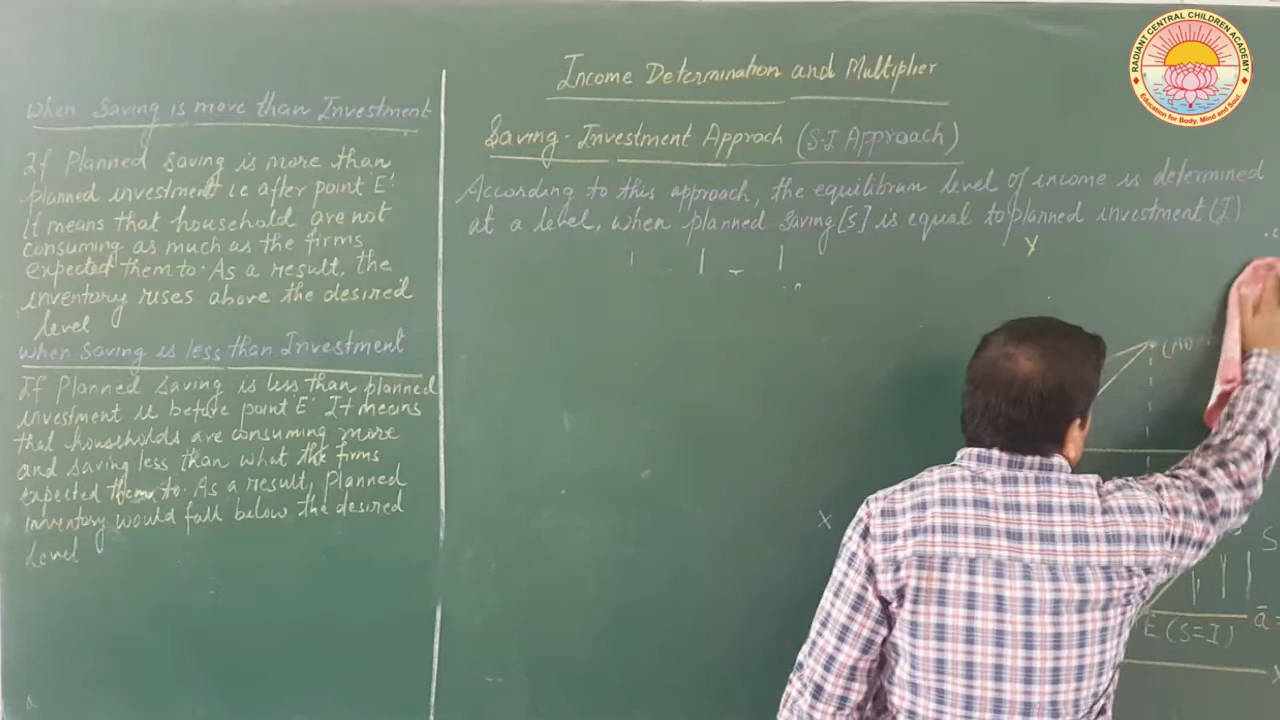 Income Determination and Multiplier
Saving-Investment Approch (S-I Approach)
According to this approach, the equilibrum level of income is determined
at a level, when planned saving [S] is equal to planned investment (I)
When Saving is more than Investment
If Planned saving is more than
planned investment i.e after point E'.
It means that household are not
consuming as much as the firms
expected them to. As a result, the
inventory rises above the desired
level
When Saving is less than Investment
If Planned saving is less than planned
investment ie before point E' It means
that households are consuming more
and saving less than what the firms
expected them to. As a result, Planned
inventory would fall below the desired
level
Y
X
S
E (S=I) ā
RADIANT CENTRAL CHILDREN ACADEMY
Education for Body, Mind and Soul